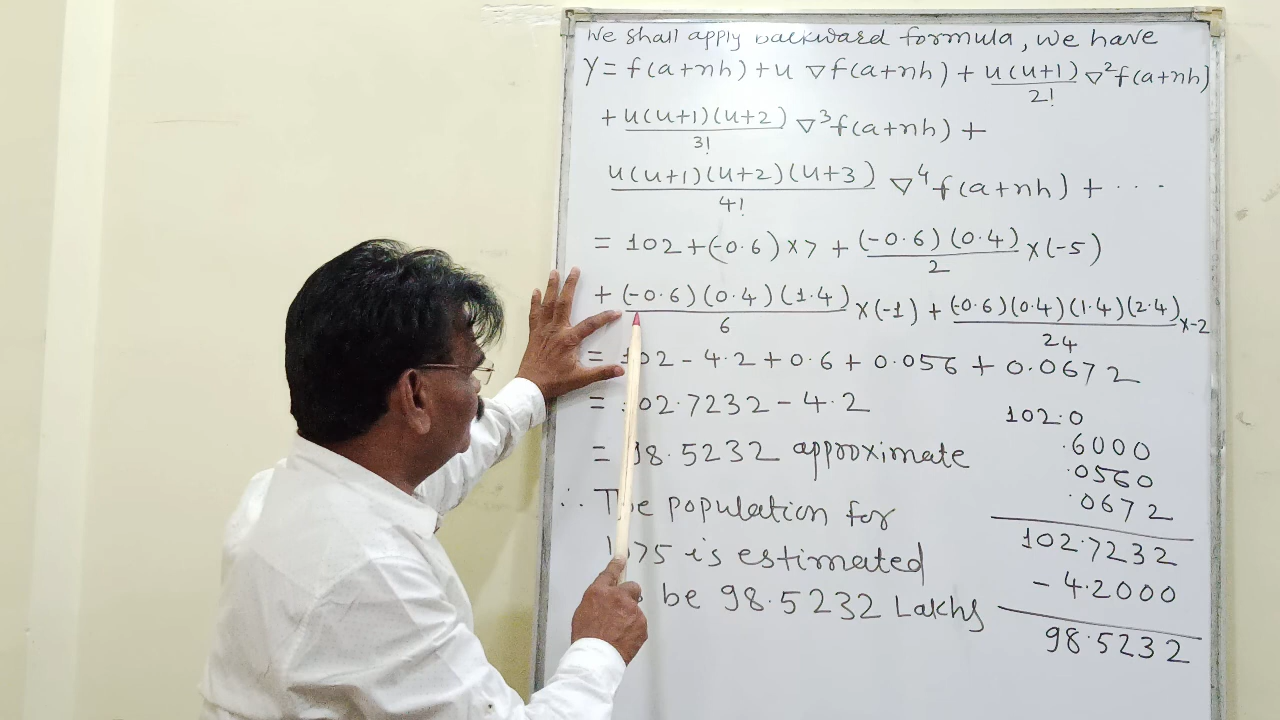 We shall apply backward formula, we have
y = f(a+nh) + u ∇f(a+nh) + u(u+1)/2! ∇²f(a+nh)
+ u(u+1)(u+2)/3! ∇³f(a+nh) +
u(u+1)(u+2)(u+3)/4! ∇⁴f(a+nh) + ....
= 102 + (-0.6) × 7 + (-0.6)(0.4)/2 × (-5)
+ (-0.6)(0.4)(1.4)/6 × (-1) + (-0.6)(0.4)(1.4)(2.4)/24 × -2
= 102 - 4.2 + 0.6 + 0.056 + 0.0672
= 102.7232 - 4.2
= 98.5232 approximate
∴ The population for
1975 is estimated
be 98.5232 Lakhs
102.0
.6000
.0560
.0672
102.7232
- 4.2000
98.5232